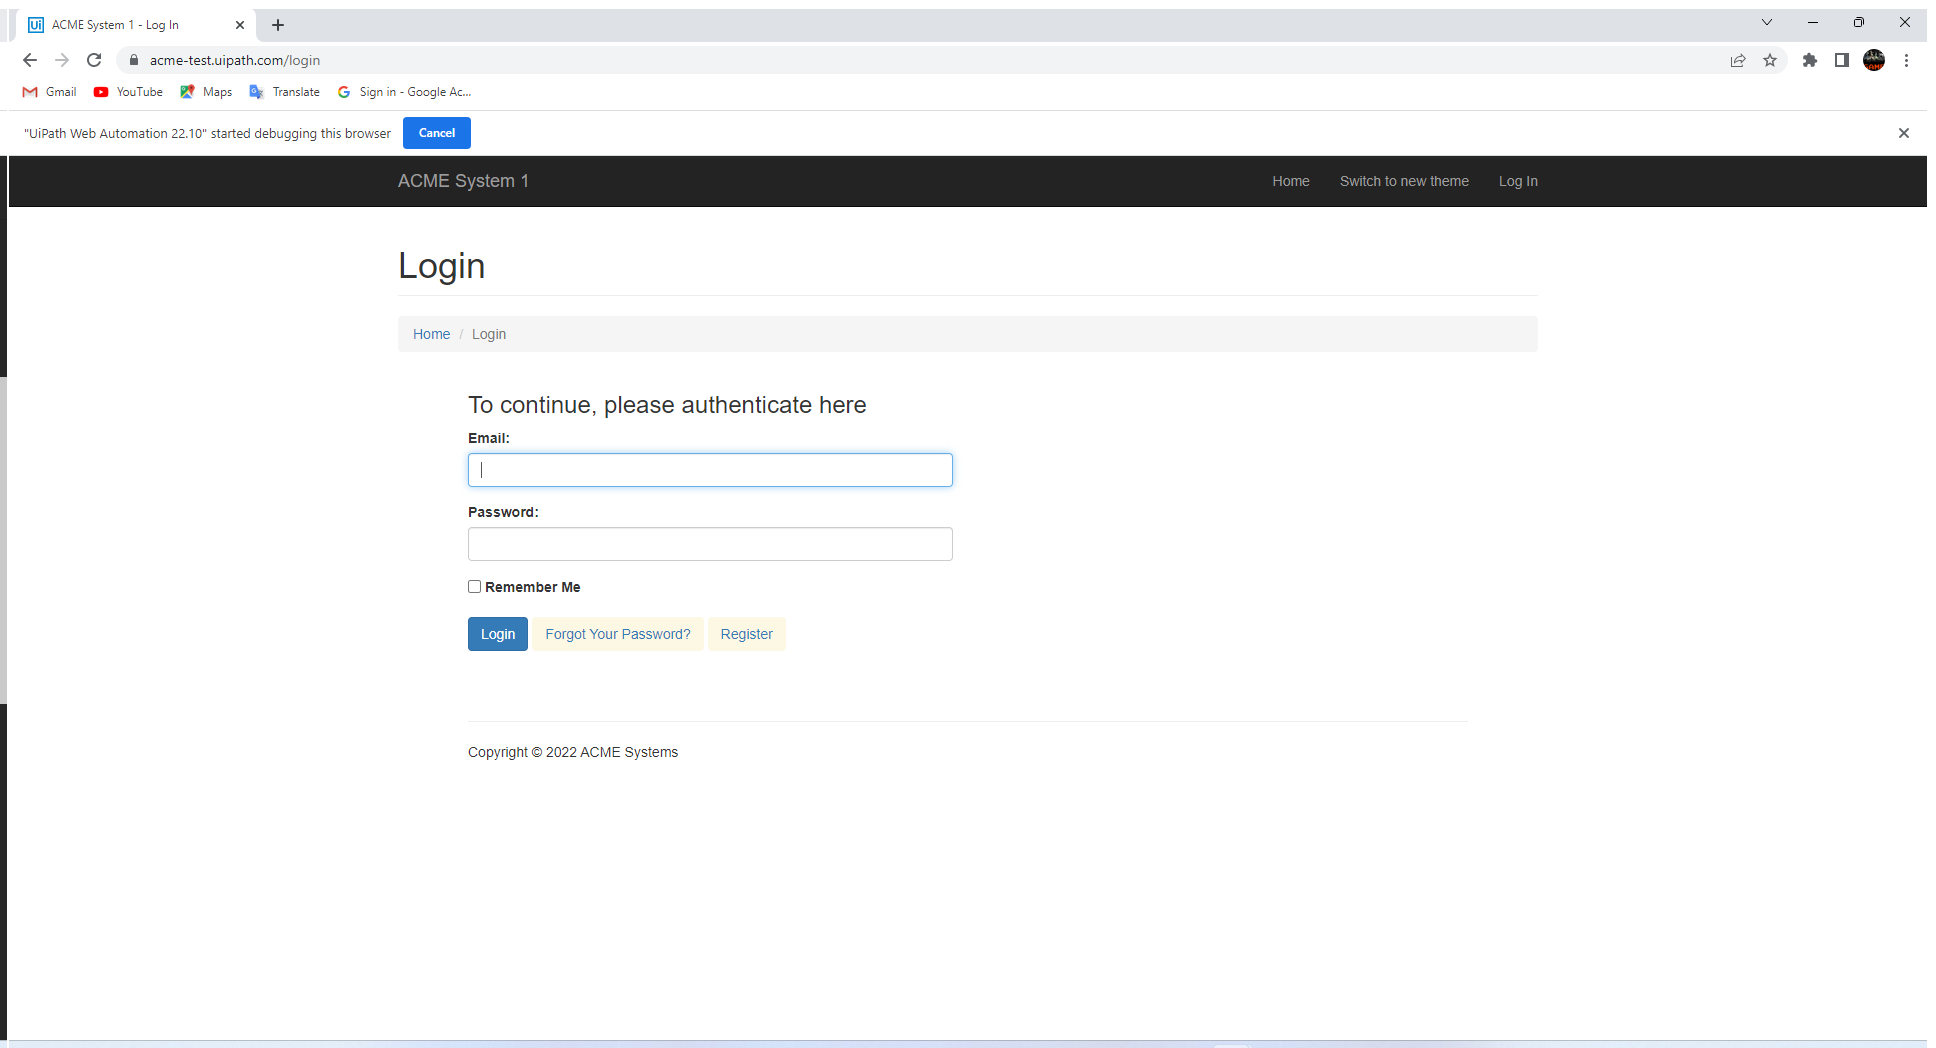 Ui ACME System 1 - Log In
acme-test.uipath.com/login
Gmail YouTube Maps Translate Sign in - Google Ac...
"UiPath Web Automation 22.10" started debugging this browser Cancel
ACME System 1 Home Switch to new theme Log In
Login
Home / Login
To continue, please authenticate here
Email:
Password:
Remember Me
Login Forgot Your Password? Register
Copyright © 2022 ACME Systems